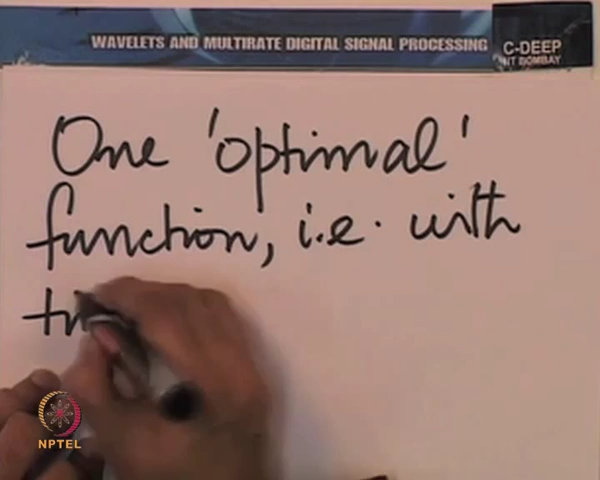 WAVELETS AND MULTIRATE DIGITAL SIGNAL PROCESSING
C-DEEP
IIT BOMBAY
One 'optimal'
function, i.e. with
NPTEL